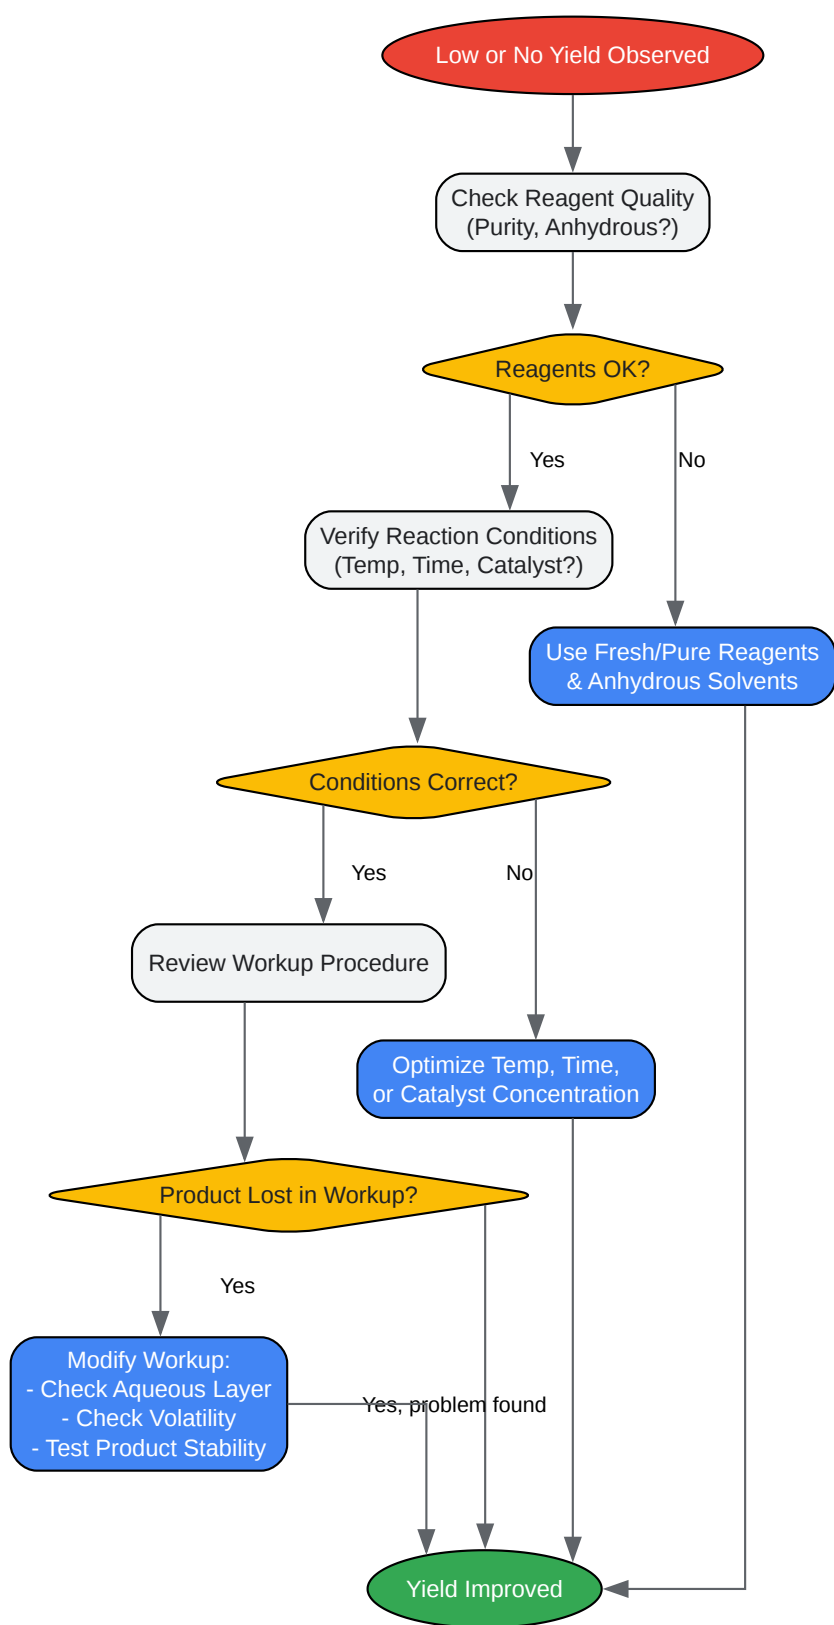 Low or No Yield Observed
Check Reagent Quality
(Purity, Anhydrous?)
Reagents OK?
Yes
No
Verify Reaction Conditions
(Temp, Time, Catalyst?)
Use Fresh/Pure Reagents
& Anhydrous Solvents
Conditions Correct?
Yes
No
Review Workup Procedure
Optimize Temp, Time,
or Catalyst Concentration
Product Lost in Workup?
Yes
Modify Workup:
- Check Aqueous Layer
- Check Volatility
- Test Product Stability
Yes, problem found
Yield Improved